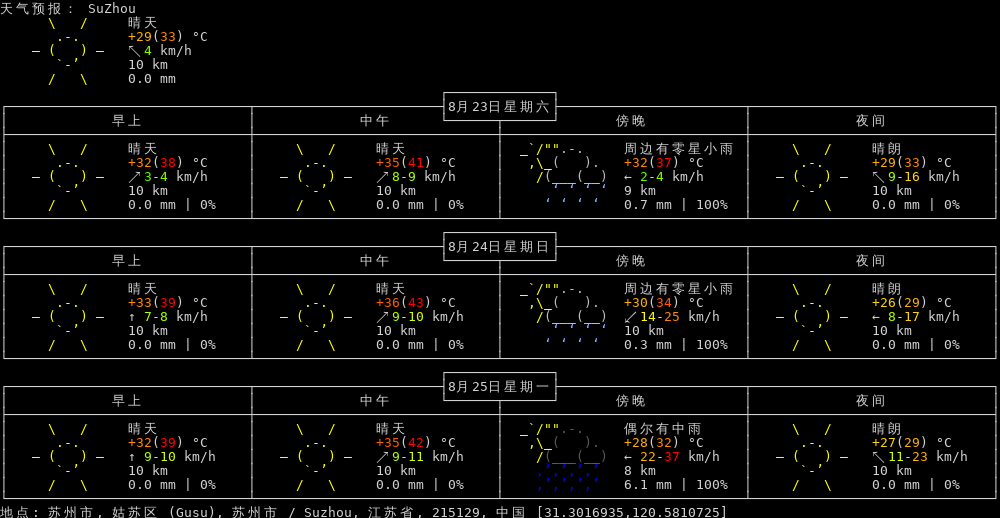 天气预报： SuZhou
晴天
+29(33) °C
↖ 4 km/h
10 km
0.0 mm
8月23日星期六
早上 中午 傍晚 夜间
晴天 晴天 周边有零星小雨 晴朗
+32(38) °C +35(41) °C +32(37) °C +29(33) °C
↗ 3-4 km/h ↗ 8-9 km/h ← 2-4 km/h ↖ 9-16 km/h
10 km 10 km 9 km 10 km
0.0 mm | 0% 0.0 mm | 0% 0.7 mm | 100% 0.0 mm | 0%
8月24日星期日
早上 中午 傍晚 夜间
晴天 晴天 周边有零星小雨 晴朗
+33(39) °C +36(43) °C +30(34) °C +26(29) °C
↑ 7-8 km/h ↗ 9-10 km/h ↙ 14-25 km/h ← 8-17 km/h
10 km 10 km 10 km 10 km
0.0 mm | 0% 0.0 mm | 0% 0.3 mm | 100% 0.0 mm | 0%
8月25日星期一
早上 中午 傍晚 夜间
晴天 晴天 偶尔有中雨 晴朗
+32(39) °C +35(42) °C +28(32) °C +27(29) °C
↑ 9-10 km/h ↗ 9-11 km/h ← 22-37 km/h ↖ 11-23 km/h
10 km 10 km 8 km 10 km
0.0 mm | 0% 0.0 mm | 0% 6.1 mm | 100% 0.0 mm | 0%
地点: 苏州市, 姑苏区 (Gusu), 苏州市 / Suzhou, 江苏省, 215129, 中国 [31.3016935,120.5810725]